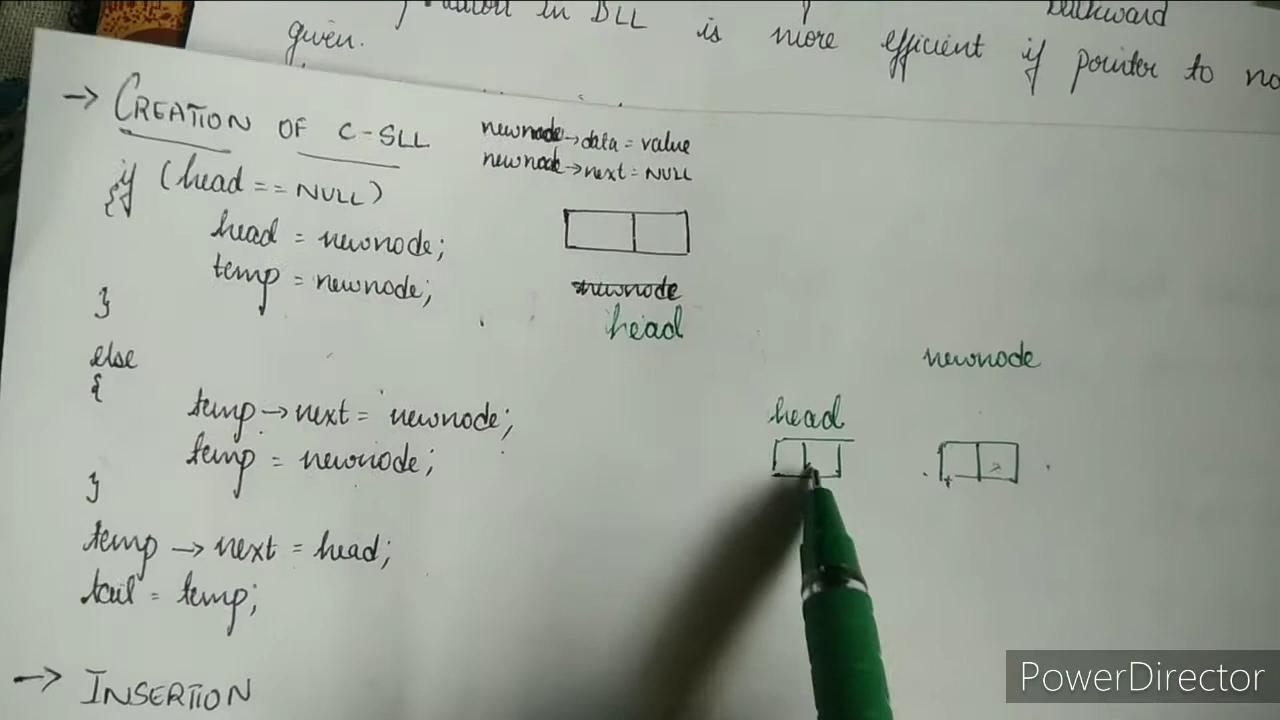 in DLL is more efficient if pointer to
backward
given.
→ CREATION OF C-SLL
newnode→data = value
newnode→next = NULL
if (head == NULL)
{
head = newnode;
temp = newnode;
}
newnode
head
else
{
temp→next = newnode;
temp = newnode;
}
newnode
head
temp → next = head;
tail = temp;
→ INSERTION
PowerDirector